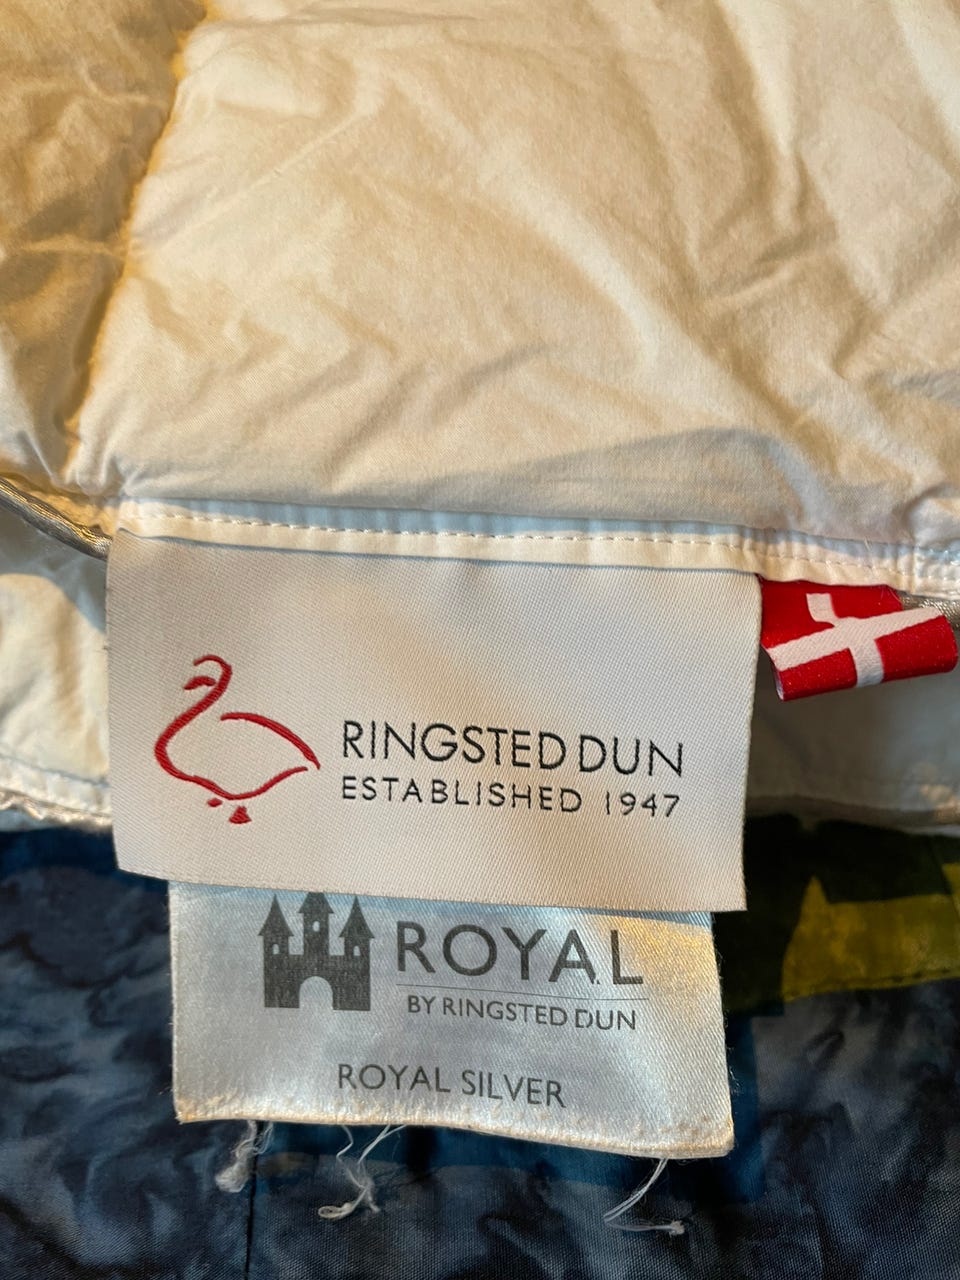 RINGSTED DUN
ESTABLISHED 1947
ROYAL
BY RINGSTED DUN
ROYAL SILVER